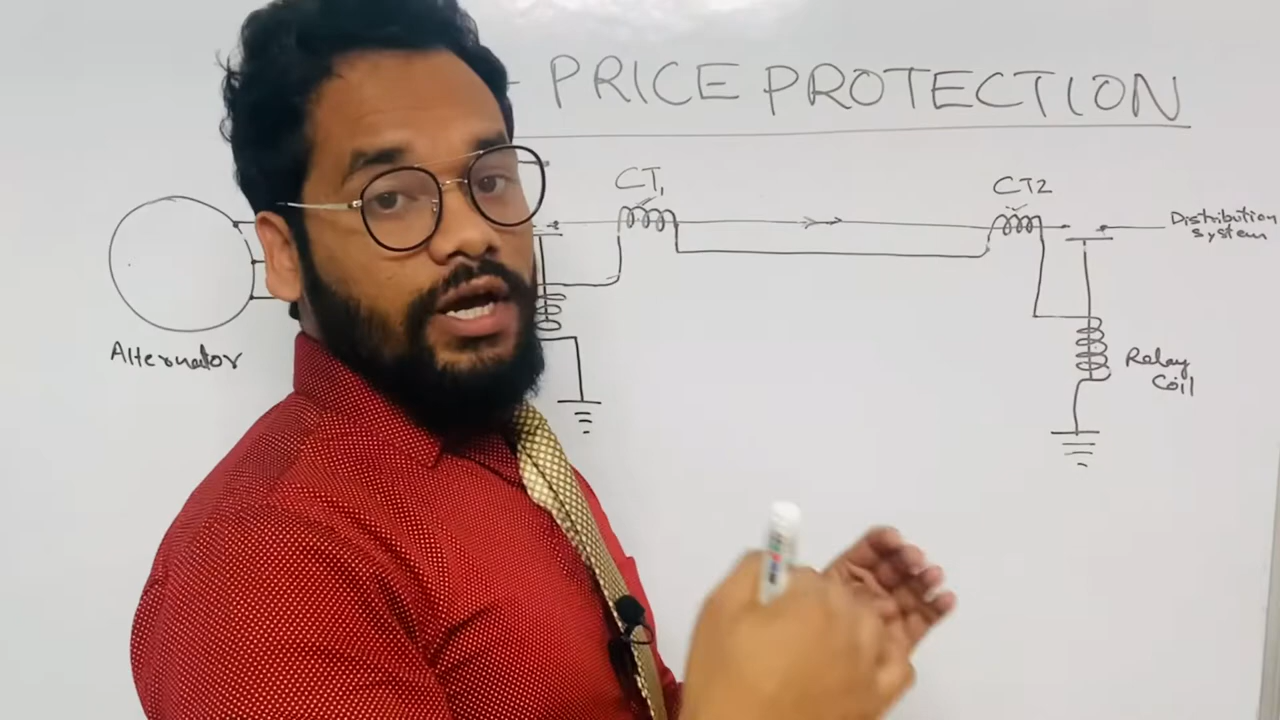 - PRICE PROTECTION
CT1
CT2
Distribution
system
Alternator
Relay
Coil